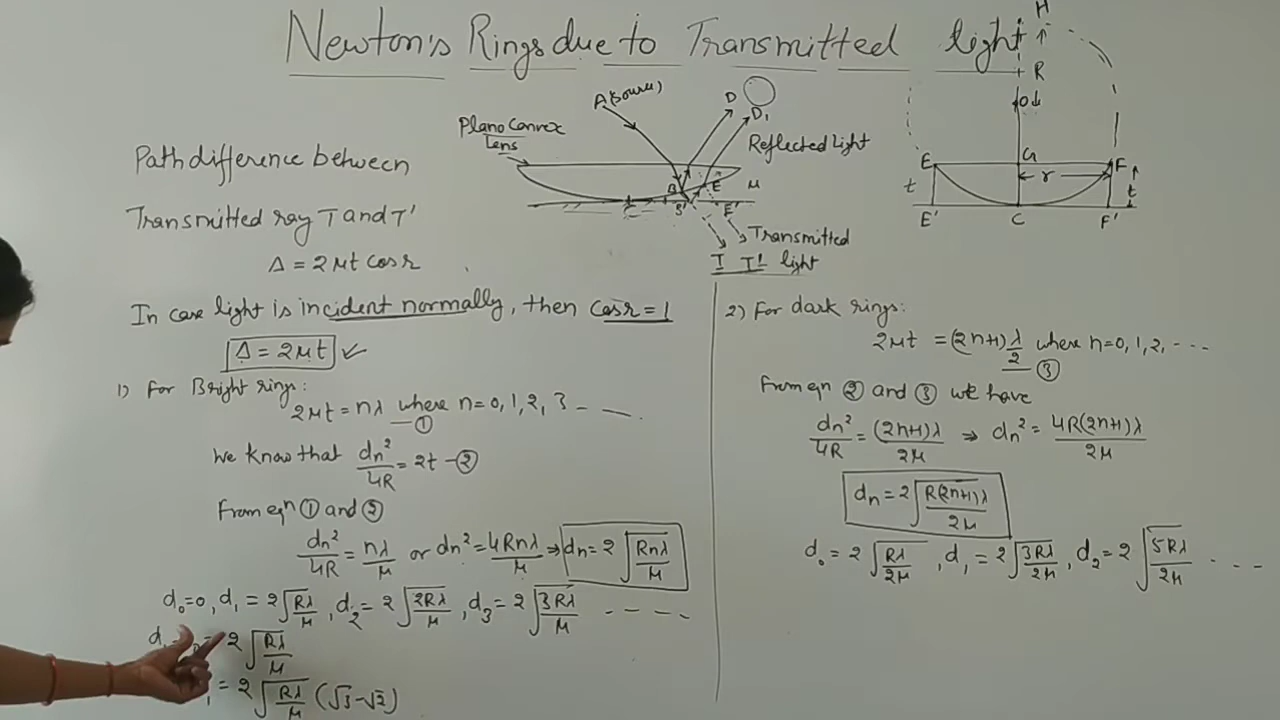 Newton's Rings due to Transmitted light
H
R
O
A(Source)
D
D₁
Plano Convex
Lens
Reflected Light
E G F
r
t t
B E μ
C S' E'
E' C F'
Transmitted
T T' light
Path difference between
Transmitted ray T and T'
Δ = 2μt cosr
In case light is incident normally, then cosr = 1
Δ = 2μt ✓
1) For Bright rings:
2μt = nλ where n=0, 1, 2, 3 - —.
— ①
We know that dn²/4R = 2t - ②
From eqn ① and ②
dn²/4R = nλ/μ or dn² = 4Rnλ/μ ⇒ dn = 2√(Rnλ/μ)
d₀=0, d₁ = 2√(Rλ/μ), d₂ = 2√(2Rλ/μ), d₃ = 2√(3Rλ/μ) - - - - -
= 2√(Rλ/μ)
= 2√(Rλ/μ) (√3-√2)
2) For dark rings:
2μt = (2n+1)λ/2 where n=0, 1, 2, - - -
— ③
From eqn ② and ③ we have
dn²/4R = (2n+1)λ/2μ ⇒ dn² = 4R(2n+1)λ/2μ
dn = 2√(R(2n+1)λ/2μ)
d₀ = 2√(Rλ/2μ), d₁ = 2√(3Rλ/2μ), d₂ = 2√(5Rλ/2μ) - - - -